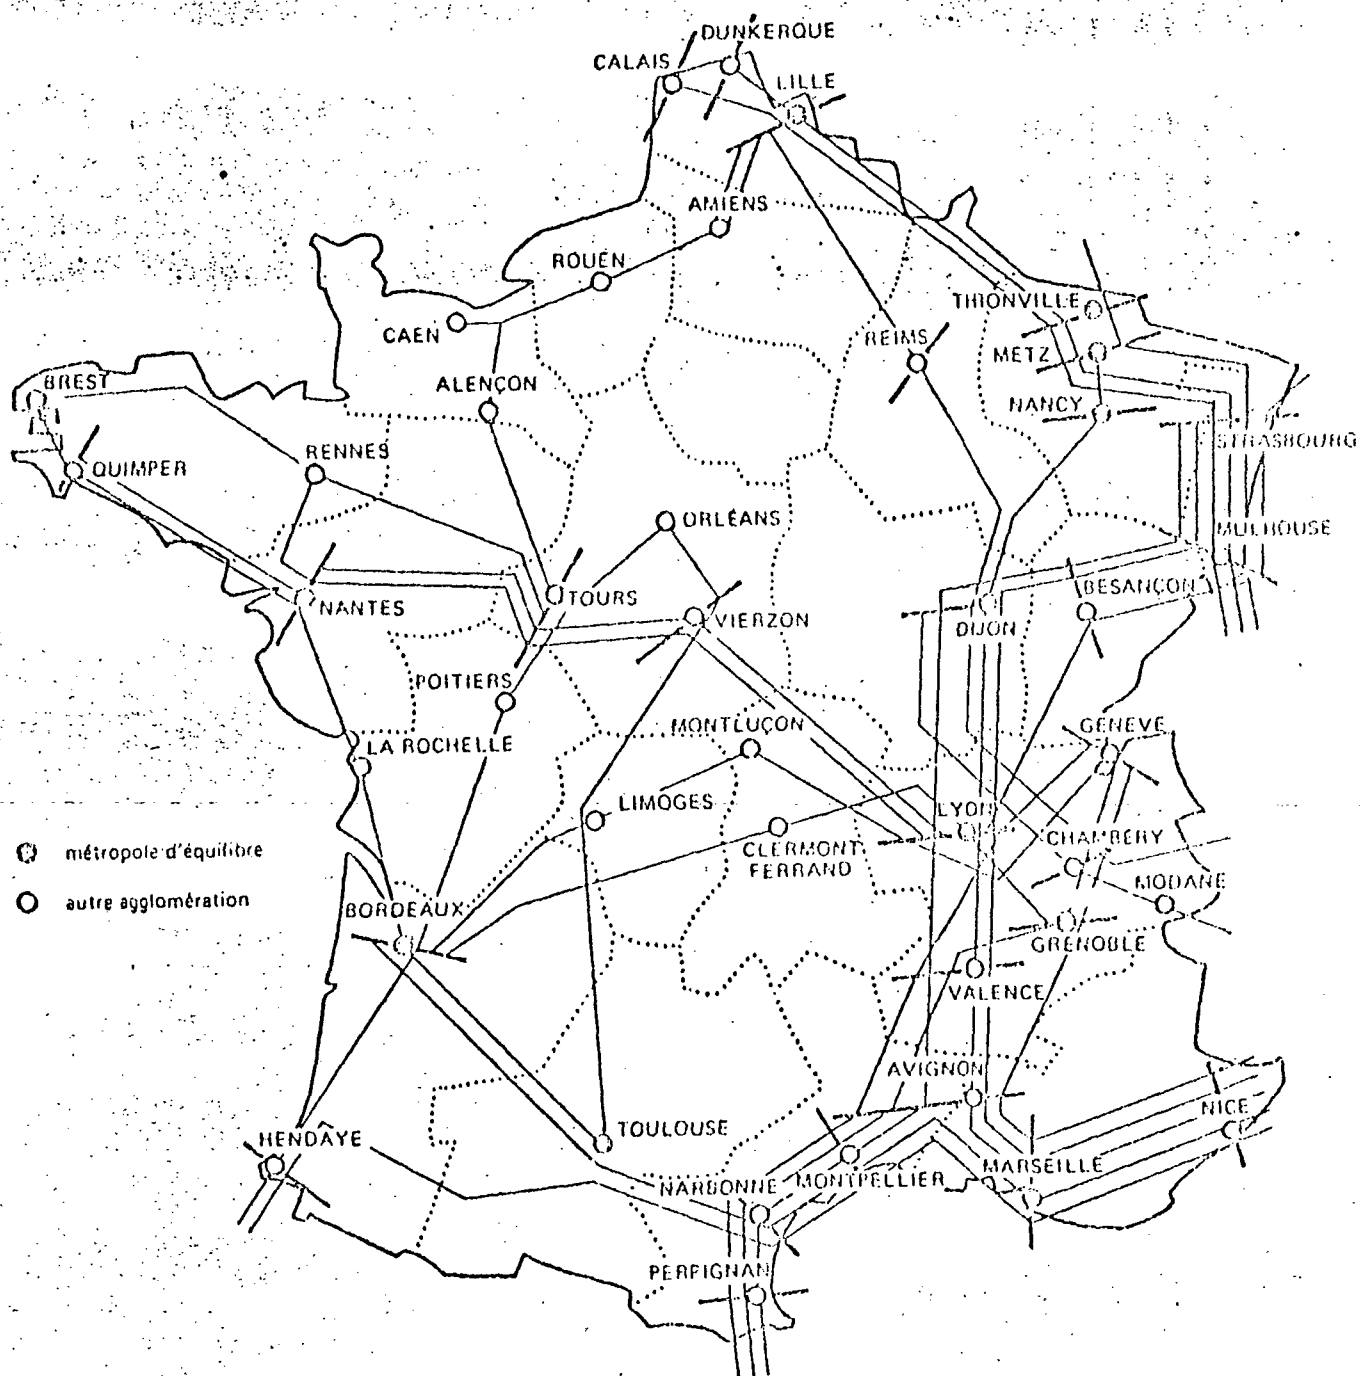 DUNKERQUE
CALAIS
LILLE
AMIENS
ROUEN
THIONVILLE
CAEN
REIMS
METZ
BREST
ALENÇON
NANCY
STRASBOURG
RENNES
QUIMPER
ORLÉANS
MULHOUSE
BESANÇON
NANTES
TOURS
VIERZON
DIJON
POITIERS
MONTLUÇON
GENEVE
LA ROCHELLE
LIMOGES
LYON
CHAMBERY
métropole d'équilibre
CLERMONT
FERRAND
MODANE
autre agglomération
BORDEAUX
GRENOBLE
VALENCE
AVIGNON
NICE
HENDAYE
TOULOUSE
MARSEILLE
NARBONNE
MONTPELLIER
PERPIGNAN